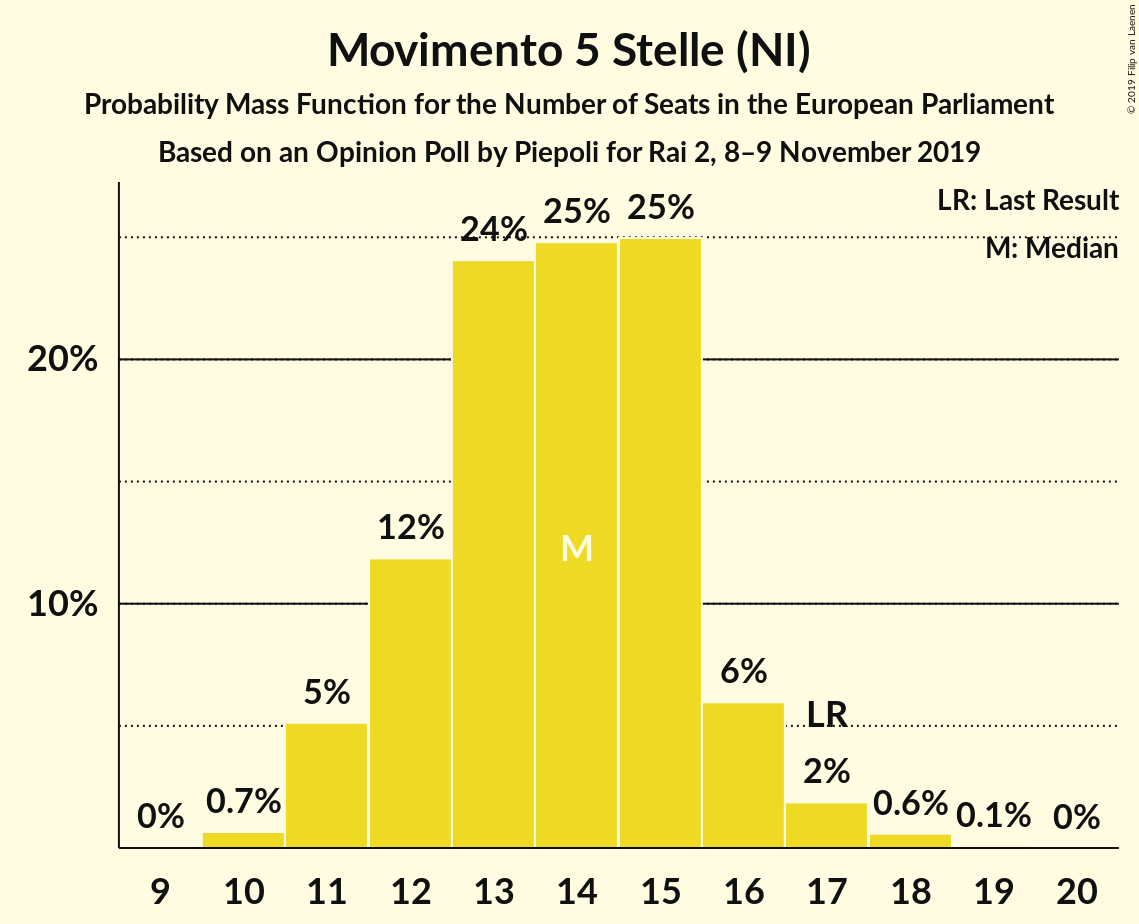 Movimento 5 Stelle (NI)
Probability Mass Function for the Number of Seats in the European Parliament
Based on an Opinion Poll by Piepoli for Rai 2, 8–9 November 2019
© 2019 Filip van Laenen
LR: Last Result
M: Median
20%
10%
0%
0.7%
5%
12%
24%
25%
25%
6%
2%
0.6%
0.1%
0%
M
LR
9 10 11 12 13 14 15 16 17 18 19 20